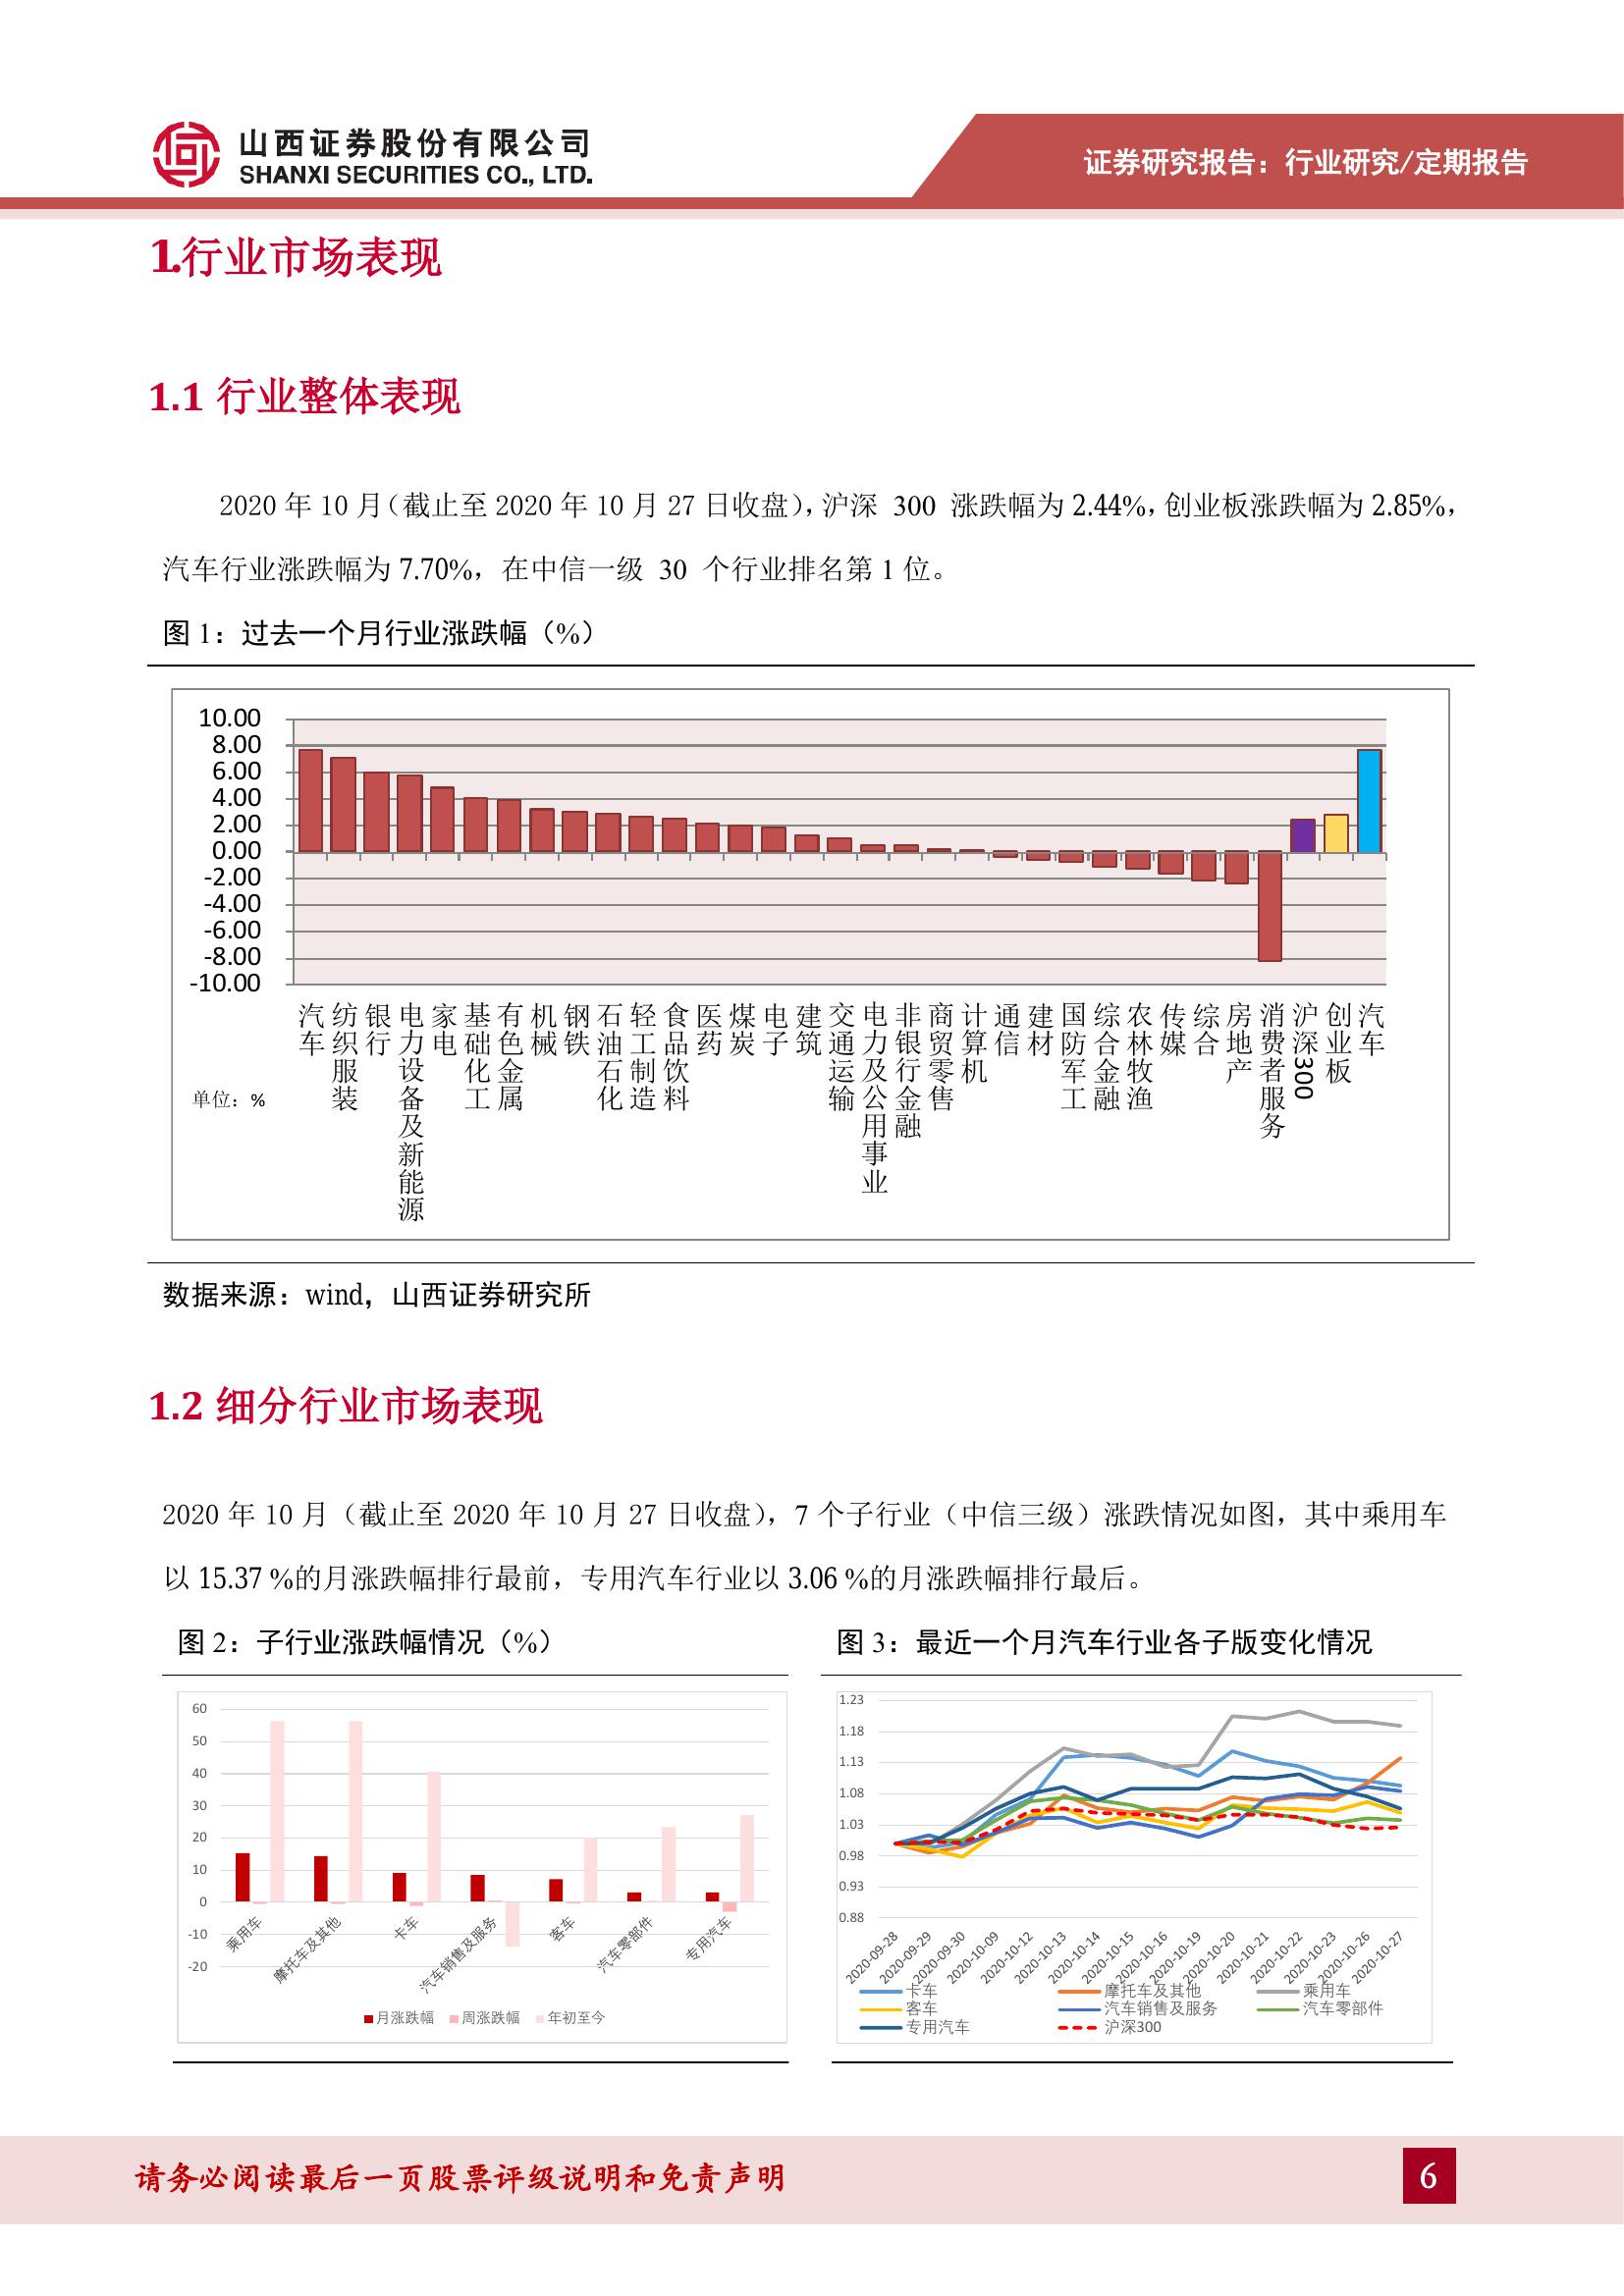 山西证券股份有限公司
SHANXI SECURITIES CO., LTD.
证券研究报告：行业研究/定期报告
1.行业市场表现
1.1 行业整体表现
2020 年 10 月（截止至 2020 年 10 月 27 日收盘），沪深 300 涨跌幅为 2.44%，创业板涨跌幅为 2.85%，
汽车行业涨跌幅为 7.70%，在中信一级 30 个行业排名第 1 位。
图 1：过去一个月行业涨跌幅（%）
10.00
8.00
6.00
4.00
2.00
0.00
-2.00
-4.00
-6.00
-8.00
-10.00
单位：%
汽车
纺织服装
银行
电力设备及新能源
家电
基础化工
有色金属
机械
钢铁
石油石化
轻工制造
食品饮料
医药
煤炭
电子
建筑
交通运输
电力及公用事业
非银行金融
商贸零售
计算机
通信
建材
国防军工
综合金融
农林牧渔
传媒
综合
房地产
消费者服务
沪深300
创业板
汽车
数据来源：wind，山西证券研究所
1.2 细分行业市场表现
2020 年 10 月（截止至 2020 年 10 月 27 日收盘），7 个子行业（中信三级）涨跌情况如图，其中乘用车
以 15.37 %的月涨跌幅排行最前，专用汽车行业以 3.06 %的月涨跌幅排行最后。
图 2：子行业涨跌幅情况（%）
60
50
40
30
20
10
0
-10
-20
乘用车
摩托车及其他
卡车
汽车销售及服务
客车
汽车零部件
专用汽车
月涨跌幅 周涨跌幅 年初至今
图 3：最近一个月汽车行业各子版变化情况
1.23
1.18
1.13
1.08
1.03
0.98
0.93
0.88
2020-09-28
2020-09-29
2020-09-30
2020-10-09
2020-10-12
2020-10-13
2020-10-14
2020-10-15
2020-10-16
2020-10-19
2020-10-20
2020-10-21
2020-10-22
2020-10-23
2020-10-26
2020-10-27
卡车 摩托车及其他 乘用车
客车 汽车销售及服务 汽车零部件
专用汽车 沪深300
请务必阅读最后一页股票评级说明和免责声明
6